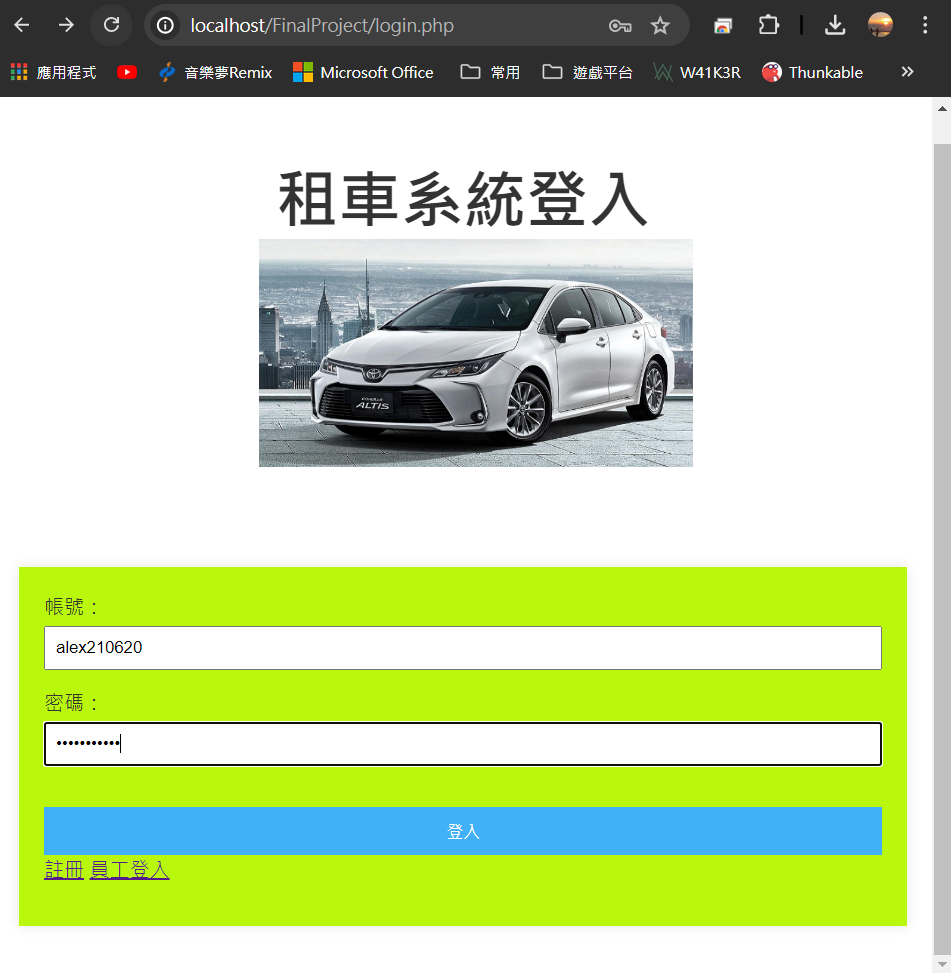 localhost/FinalProject/login.php
應用程式 音樂夢Remix Microsoft Office 常用 遊戲平台 W41K3R Thunkable
租車系統登入
COROLLA
ALTIS
帳號：
alex210620
密碼：
•••••••••••
登入
註冊 員工登入